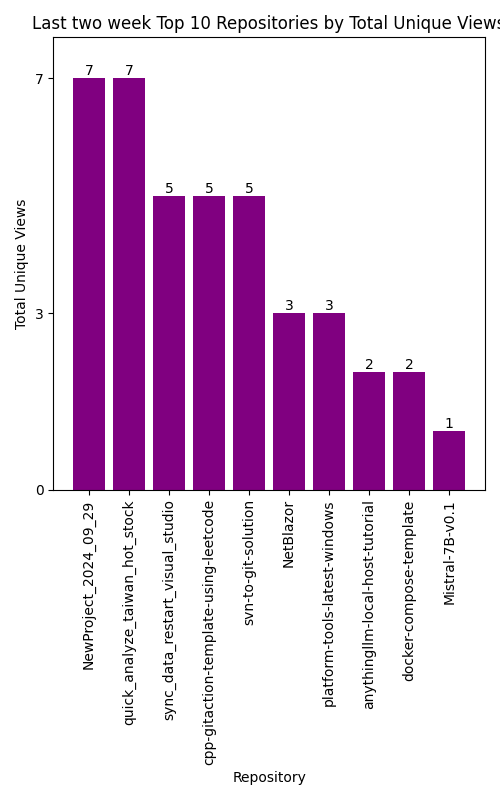 Last two week Top 10 Repositories by Total Unique Views
7
7
7
5
5
5
3
3
3
2
2
1
0
Total Unique Views
NewProject_2024_09_29
quick_analyze_taiwan_hot_stock
sync_data_restart_visual_studio
cpp-gitaction-template-using-leetcode
svn-to-git-solution
NetBlazor
platform-tools-latest-windows
anythingllm-local-host-tutorial
docker-compose-template
Mistral-7B-v0.1
Repository